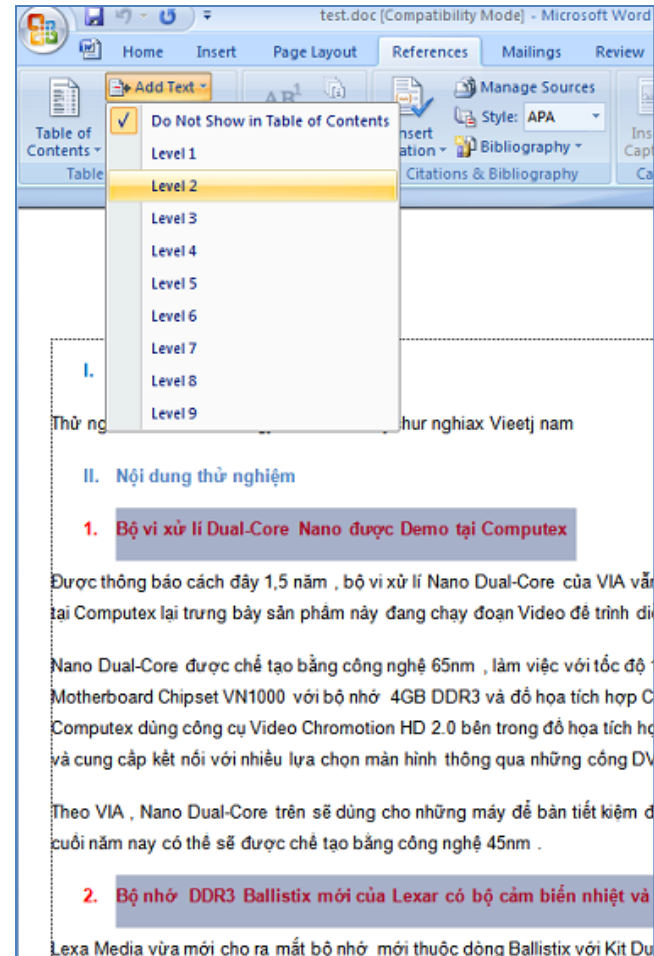 test.doc [Compatibility Mode] - Microsoft Word
Home Insert Page Layout References Mailings Review
Add Text
AB1
Manage Sources
Style: APA
Bibliography
Table of
Contents
Table
Citations & Bibliography
Do Not Show in Table of Contents
Level 1
Level 2
Level 3
Level 4
Level 5
Level 6
Level 7
Level 8
Level 9
I.
Thử ng hur nghiax Vieetj nam
II. Nội dung thử nghiệm
1. Bộ vi xử lí Dual-Core Nano được Demo tại Computex
Được thông báo cách đây 1,5 năm , bộ vi xử lí Nano Dual-Core của VIA vẫn
tại Computex lại trưng bày sản phẩm này đang chạy đoạn Video để trình
Nano Dual-Core được chế tạo bằng công nghệ 65nm , làm việc với tốc độ
Motherboard Chipset VN1000 với bộ nhớ 4GB DDR3 và đồ họa tích hợp
Computex dùng công cụ Video Chromotion HD 2.0 bên trong đồ họa tích
và cung cấp kết nối với nhiều lựa chọn màn hình thông qua những cổng
Theo VIA , Nano Dual-Core trên sẽ dùng cho những máy để bàn tiết kiệm
cuối năm nay có thể sẽ được chế tạo bằng công nghệ 45nm .
2. Bộ nhớ DDR3 Ballistix mới của Lexar có bộ cảm biến nhiệt và
Lexa Media vừa mới cho ra mắt bộ nhớ mới thuộc dòng Ballistix với Kit